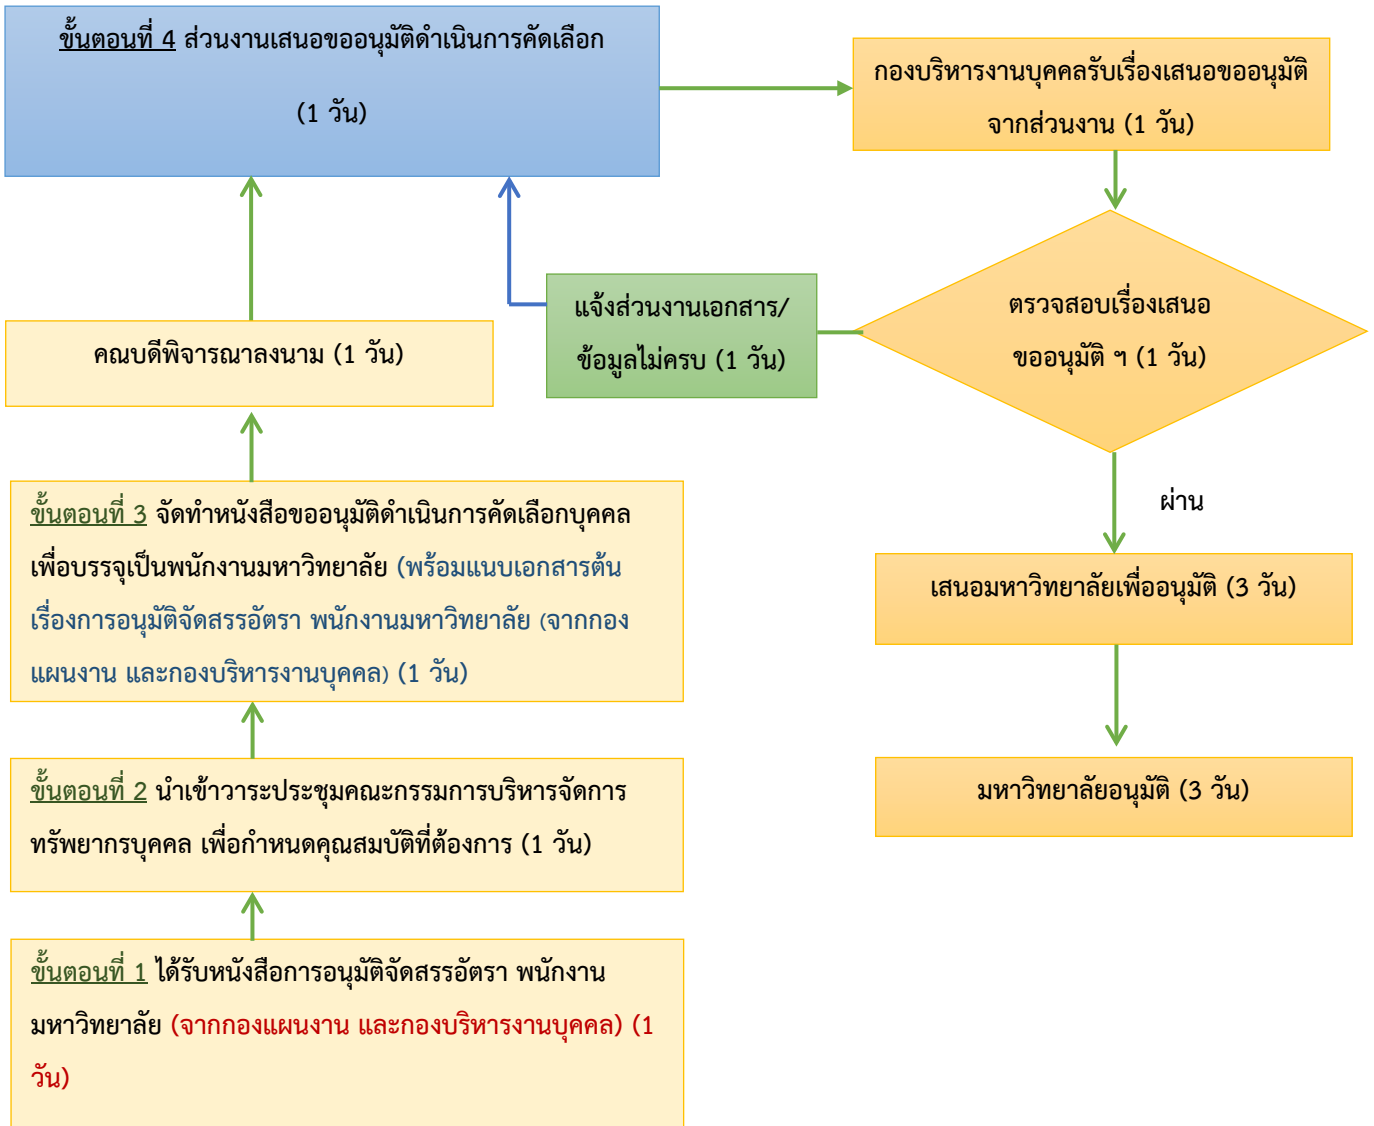 ขั้นตอนที่ 4 ส่วนงานเสนอขออนุมัติดำเนินการคัดเลือก
(1 วัน)
กองบริหารงานบุคคลรับเรื่องเสนอขออนุมัติ
จากส่วนงาน (1 วัน)
แจ้งส่วนงานเอกสาร/
ข้อมูลไม่ครบ (1 วัน)
ตรวจสอบเรื่องเสนอ
ขออนุมัติ ฯ (1 วัน)
คณบดีพิจารณาลงนาม (1 วัน)
ผ่าน
ขั้นตอนที่ 3 จัดทำหนังสือขออนุมัติดำเนินการคัดเลือกบุคคล
เพื่อบรรจุเป็นพนักงานมหาวิทยาลัย (พร้อมแนบเอกสารต้น
เรื่องการอนุมัติจัดสรรอัตรา พนักงานมหาวิทยาลัย (จากกอง
แผนงาน และกองบริหารงานบุคคล) (1 วัน)
เสนอมหาวิทยาลัยเพื่ออนุมัติ (3 วัน)
มหาวิทยาลัยอนุมัติ (3 วัน)
ขั้นตอนที่ 2 นำเข้าวาระประชุมคณะกรรมการบริหารจัดการ
ทรัพยากรบุคคล เพื่อกำหนดคุณสมบัติที่ต้องการ (1 วัน)
ขั้นตอนที่ 1 ได้รับหนังสือการอนุมัติจัดสรรอัตรา พนักงาน
มหาวิทยาลัย (จากกองแผนงาน และกองบริหารงานบุคคล) (1
วัน)